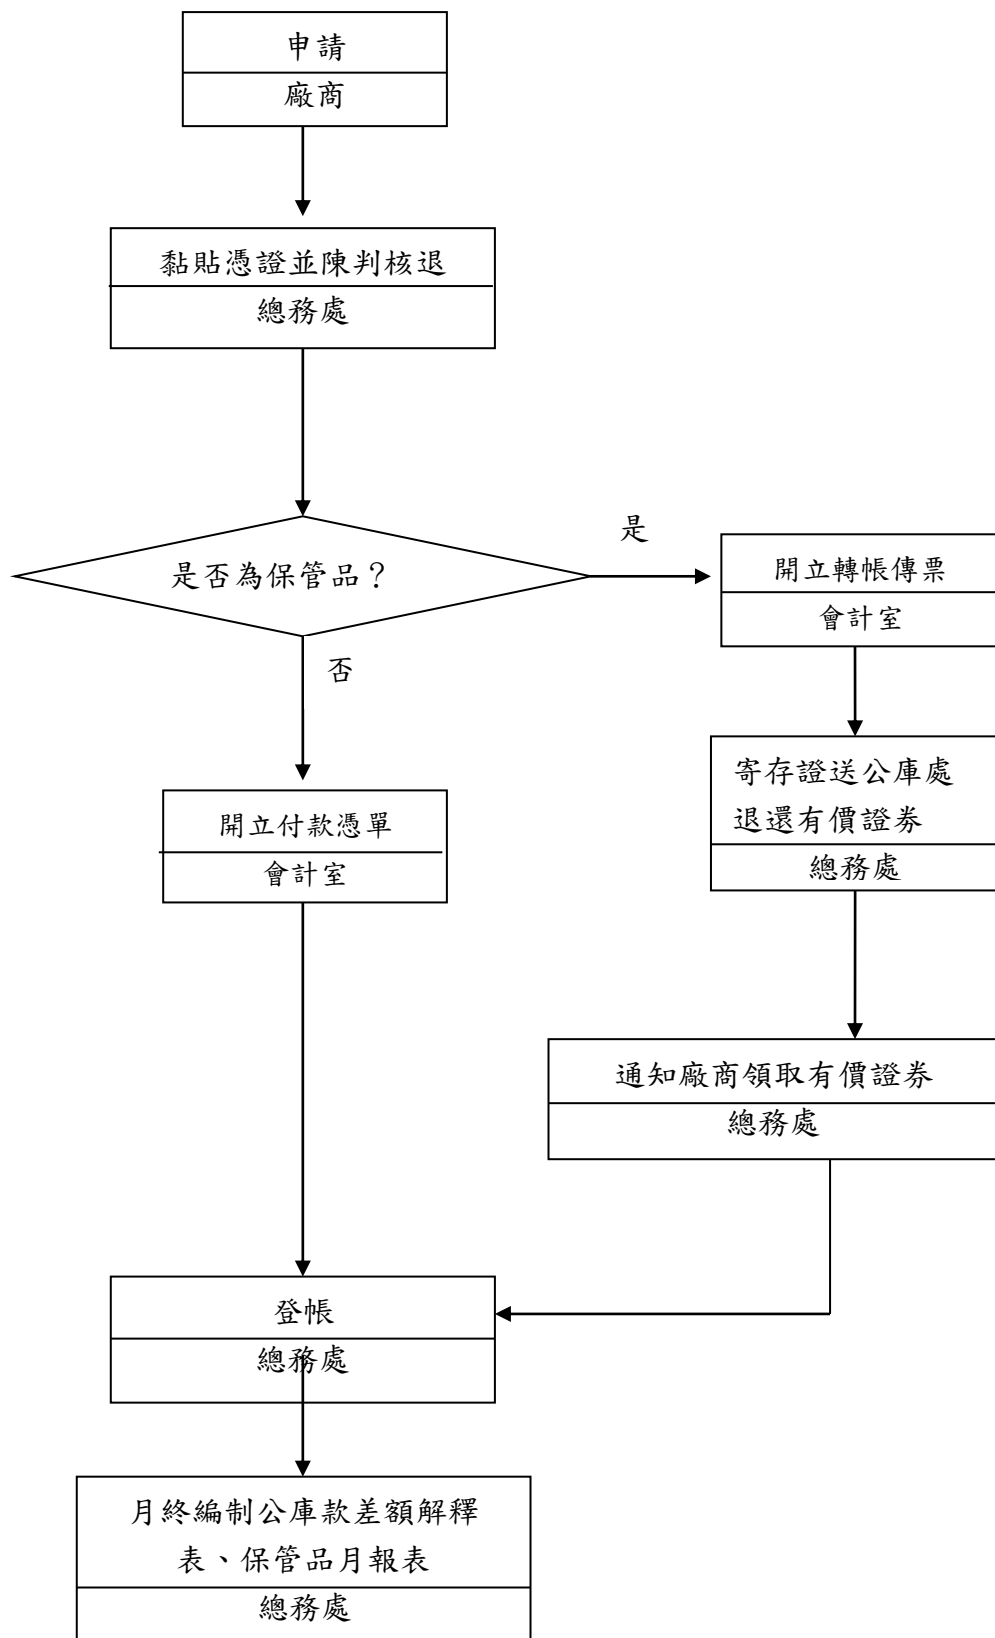 申請
廠商
黏貼憑證並陳判核退
總務處
是否為保管品？
是
開立轉帳傳票
會計室
否
寄存證送公庫處
退還有價證券
總務處
開立付款憑單
會計室
通知廠商領取有價證券
總務處
登帳
總務處
月終編制公庫款差額解釋
表、保管品月報表
總務處